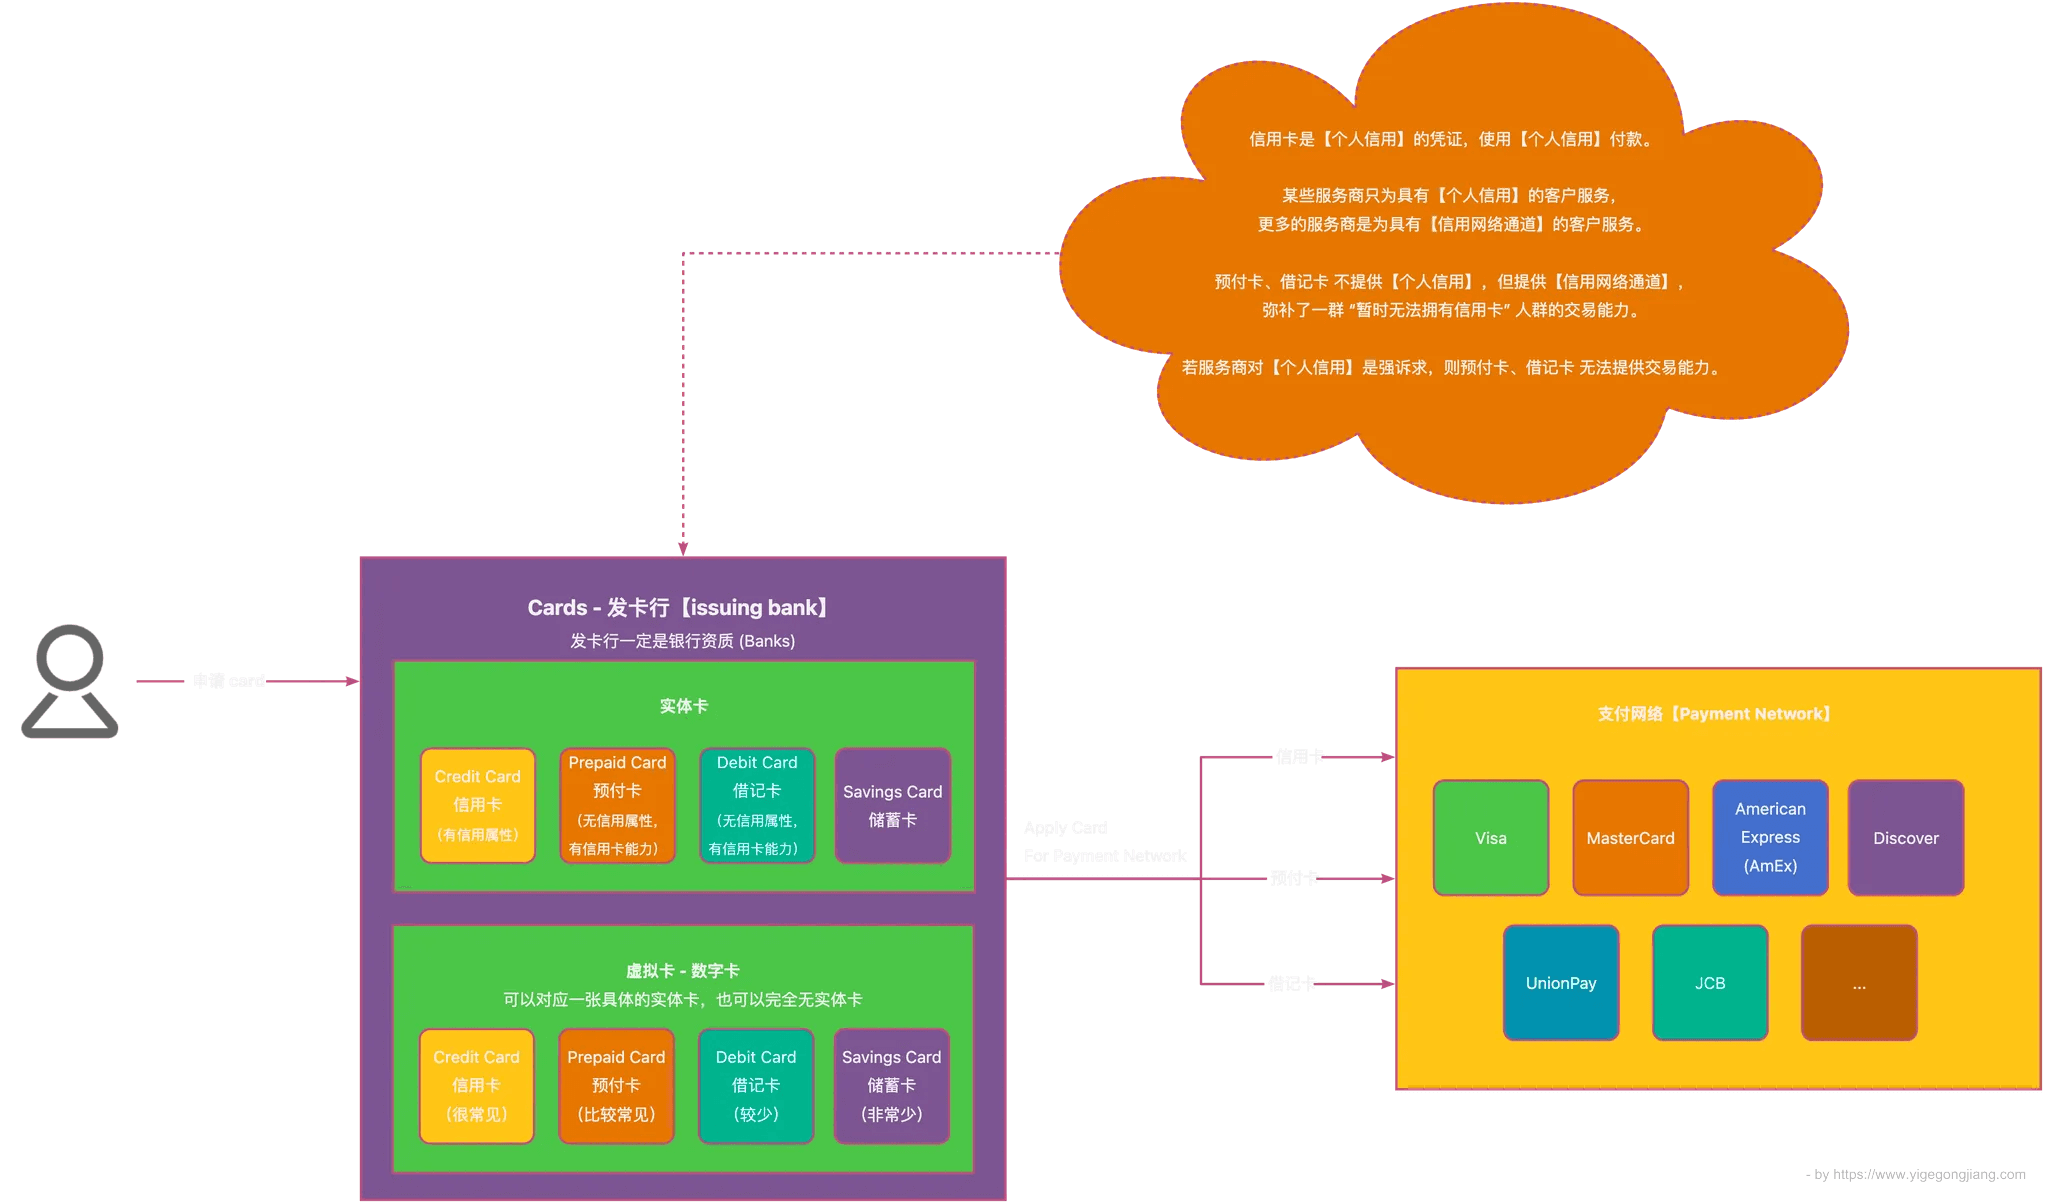 信用卡是【个人信用】的凭证，使用【个人信用】付款。
某些服务商只为具有【个人信用】的客户服务，
更多的服务商是为具有【信用网络通道】的客户服务。
预付卡、借记卡 不提供【个人信用】，但提供【信用网络通道】，
弥补了一群 “暂时无法拥有信用卡” 人群的交易能力。
若服务商对【个人信用】是强诉求，则预付卡、借记卡 无法提供交易能力。
申请 card
Cards - 发卡行【issuing bank】
发卡行一定是银行资质 (Banks)
实体卡
Credit Card
信用卡
（有信用属性）
Prepaid Card
预付卡
（无信用属性，
有信用卡能力）
Debit Card
借记卡
（无信用属性，
有信用卡能力）
Savings Card
储蓄卡
虚拟卡 - 数字卡
可以对应一张具体的实体卡，也可以完全无实体卡
Credit Card
信用卡
（很常见）
Prepaid Card
预付卡
（比较常见）
Debit Card
借记卡
（较少）
Savings Card
储蓄卡
（非常少）
Apply Card
For Payment Network
信用卡
预付卡
借记卡
支付网络【Payment Network】
Visa
MasterCard
American
Express
(AmEx)
Discover
UnionPay
JCB
...
- by https://www.yigegongjiang.com